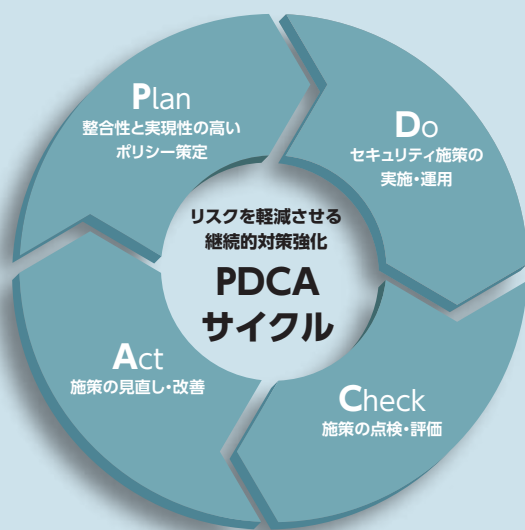 Plan
整合性と実現性の高い
ポリシー策定
Do
セキュリティ施策の
実施・運用
リスクを軽減させる
継続的対策強化
PDCA
サイクル
Act
施策の見直し・改善
Check
施策の点検・評価